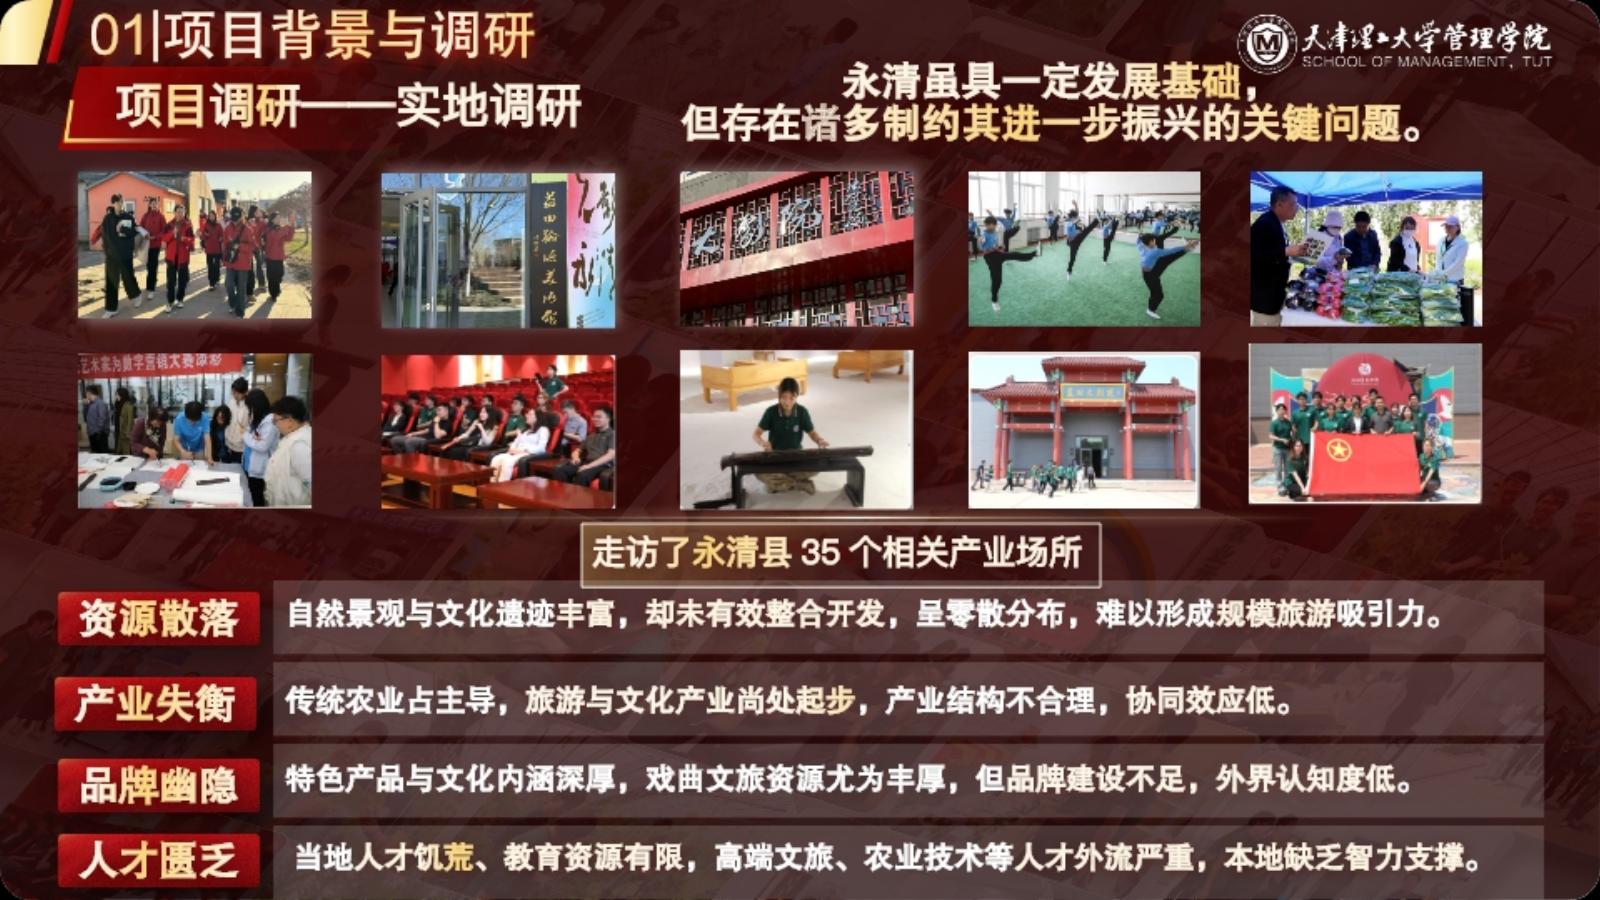 01|项目背景与调研
天津理工大学管理学院
SCHOOL OF MANAGEMENT, TUT
项目调研——实地调研
永清虽具一定发展基础，
但存在诸多制约其进一步振兴的关键问题。
大剧院
走访了永清县 35 个相关产业场所
资源散落
自然景观与文化遗迹丰富，却未有效整合开发，呈零散分布，难以形成规模旅游吸引力。
产业失衡
传统农业占主导，旅游与文化产业尚处起步，产业结构不合理，协同效应低。
品牌幽隐
特色产品与文化内涵深厚，戏曲文旅资源尤为丰厚，但品牌建设不足，外界认知度低。
人才匮乏
当地人才饥荒、教育资源有限，高端文旅、农业技术等人才外流严重，本地缺乏智力支撑。